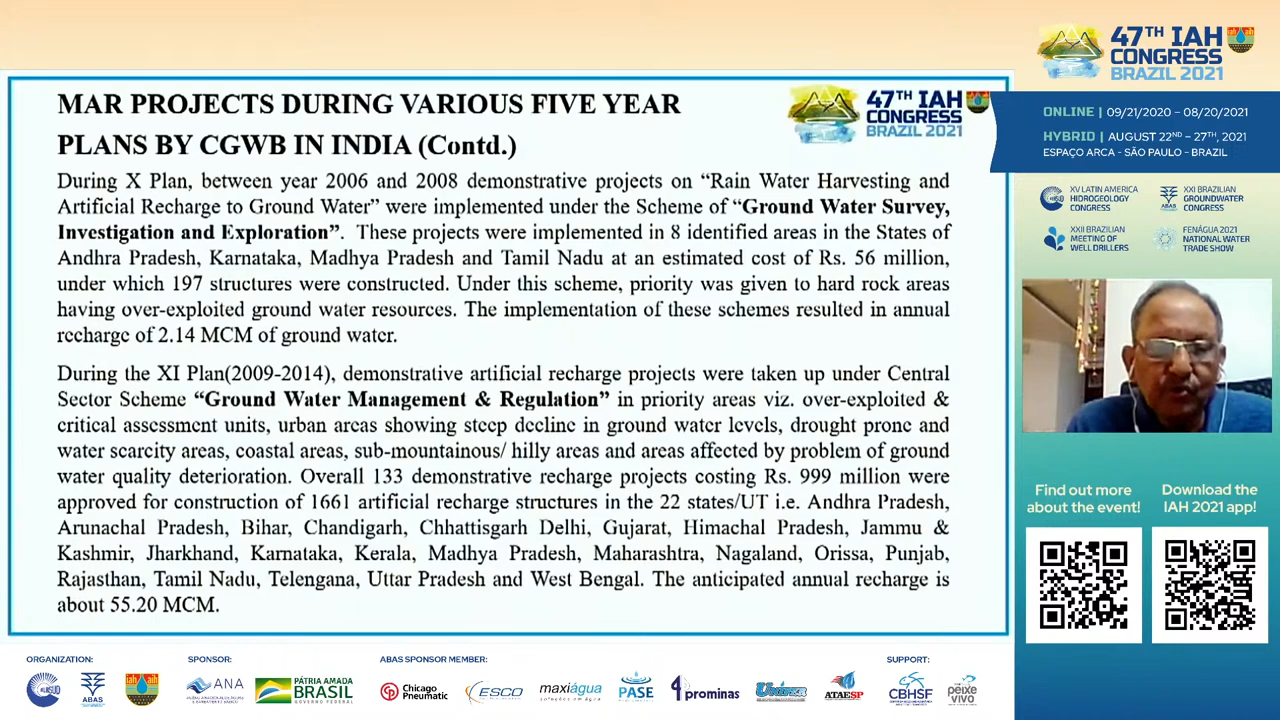 MAR PROJECTS DURING VARIOUS FIVE YEAR
PLANS BY CGWB IN INDIA (Contd.)
47TH IAH
CONGRESS
BRAZIL 2021
During X Plan, between year 2006 and 2008 demonstrative projects on “Rain Water Harvesting and
Artificial Recharge to Ground Water” were implemented under the Scheme of “Ground Water Survey,
Investigation and Exploration”. These projects were implemented in 8 identified areas in the States of
Andhra Pradesh, Karnataka, Madhya Pradesh and Tamil Nadu at an estimated cost of Rs. 56 million,
under which 197 structures were constructed. Under this scheme, priority was given to hard rock areas
having over-exploited ground water resources. The implementation of these schemes resulted in annual
recharge of 2.14 MCM of ground water.
During the XI Plan(2009-2014), demonstrative artificial recharge projects were taken up under Central
Sector Scheme “Ground Water Management & Regulation” in priority areas viz. over-exploited &
critical assessment units, urban areas showing steep decline in ground water levels, drought prone and
water scarcity areas, coastal areas, sub-mountainous/ hilly areas and areas affected by problem of ground
water quality deterioration. Overall 133 demonstrative recharge projects costing Rs. 999 million were
approved for construction of 1661 artificial recharge structures in the 22 states/UT i.e. Andhra Pradesh,
Arunachal Pradesh, Bihar, Chandigarh, Chhattisgarh Delhi, Gujarat, Himachal Pradesh, Jammu &
Kashmir, Jharkhand, Karnataka, Kerala, Madhya Pradesh, Maharashtra, Nagaland, Orissa, Punjab,
Rajasthan, Tamil Nadu, Telengana, Uttar Pradesh and West Bengal. The anticipated annual recharge is
about 55.20 MCM.
47TH IAH
CONGRESS
BRAZIL 2021
ONLINE | 09/21/2020 – 08/20/2021
HYBRID | AUGUST 22ND – 27TH, 2021
ESPAÇO ARCA - SÃO PAULO - BRAZIL
XV LATIN AMERICA
HIDROGEOLOGY
CONGRESS
XXI BRAZILIAN
GROUNDWATER
CONGRESS
XXII BRAZILIAN
MEETING OF
WELL DRILLERS
FENÁGUA 2021
NATIONAL WATER
TRADE SHOW
Find out more
about the event!
Download the
IAH 2021 app!
ORGANIZATION:
SPONSOR:
ABAS SPONSOR MEMBER:
SUPPORT:
ABAS
ANA
PÁTRIA AMADA
BRASIL
GOVERNO FEDERAL
Chicago
Pneumatic
ESCO
maxiágua
soluções em água
PASE
prominas
ATAESP
CBHSF
peixe
vivo